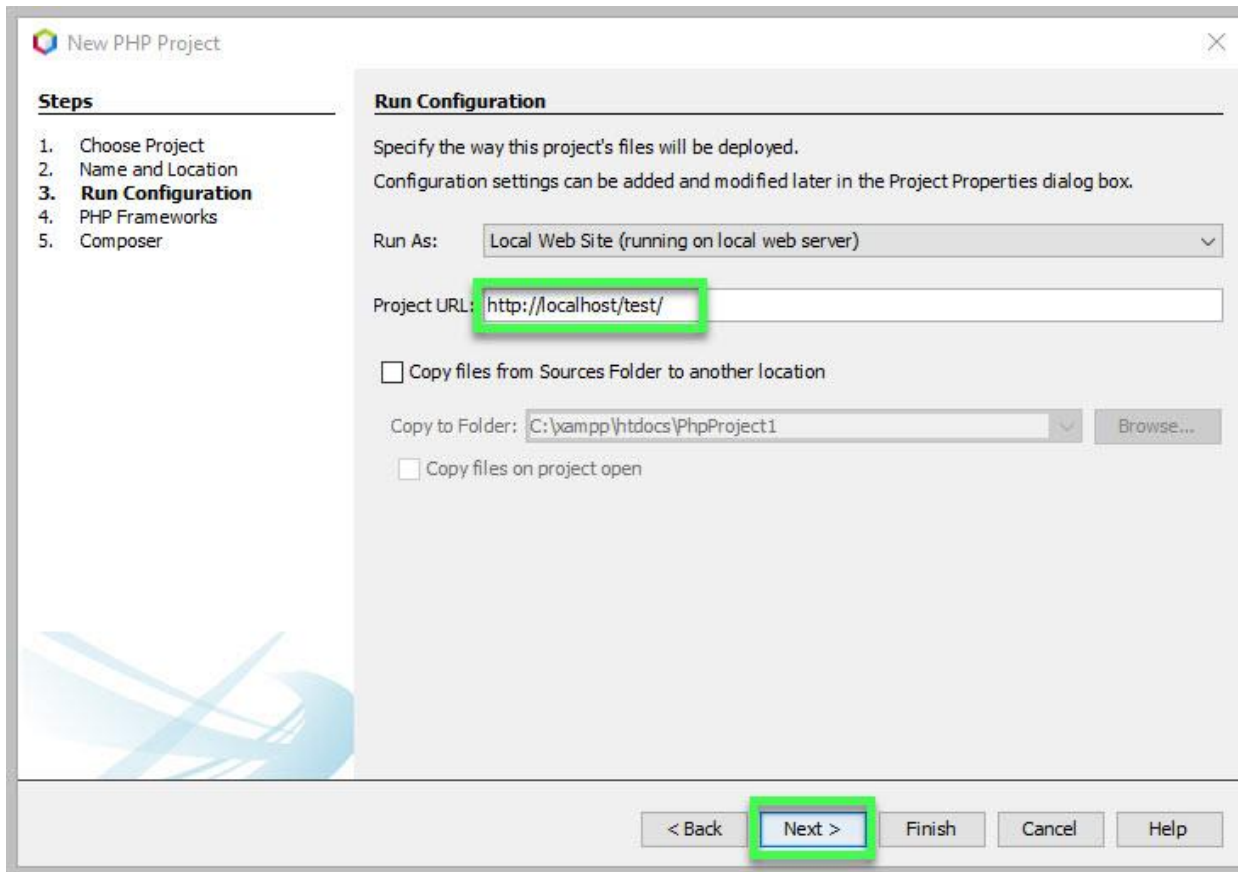 New PHP Project
Steps
1. Choose Project
2. Name and Location
3. Run Configuration
4. PHP Frameworks
5. Composer
Run Configuration
Specify the way this project's files will be deployed.
Configuration settings can be added and modified later in the Project Properties dialog box.
Run As: Local Web Site (running on local web server)
Project URL: http://localhost/test/
Copy files from Sources Folder to another location
Copy to Folder: C:\xampp\htdocs\PhpProject1 Browse...
Copy files on project open
< Back Next > Finish Cancel Help